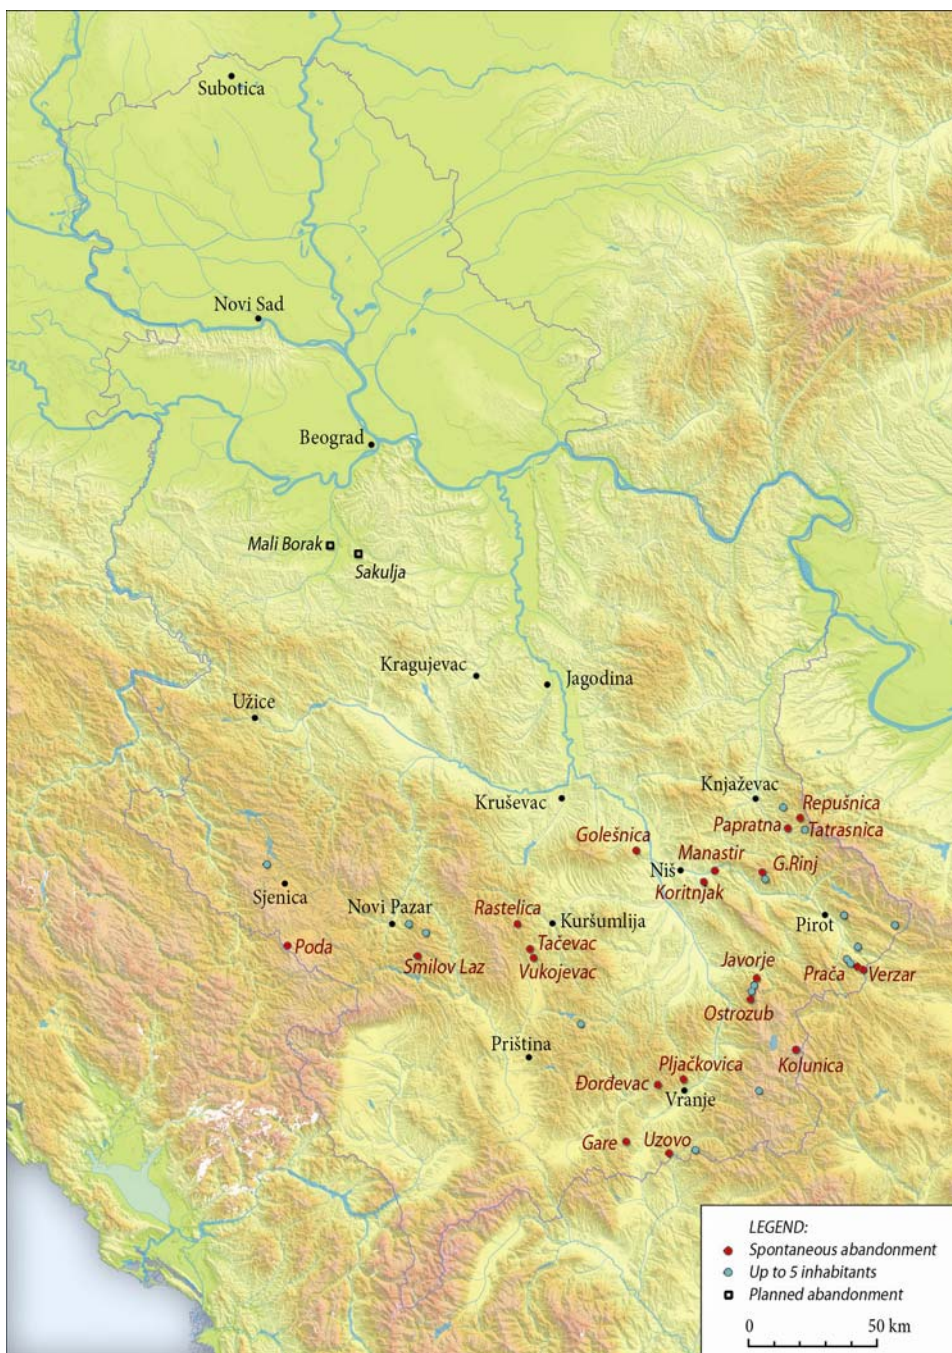 Subotica
Novi Sad
Beograd
Mali Borak
Sakulja
Kragujevac
Jagodina
Užice
Kruševac
Knjaževac
Repušnica
Papratna
Tatrasnica
Golešnica
Manastir
Niš
G.Rinj
Koritnjak
Sjenica
Novi Pazar
Rastelica
Kuršumlija
Pirot
Poda
Smilov Laz
Tačevac
Vukojevac
Javorje
Prača
Verzar
Ostrozub
Priština
Kolunica
Pljačkovica
Đorđevac
Vranje
Gare
Uzovo
LEGEND:
Spontaneous abandonment
Up to 5 inhabitants
Planned abandonment
0 50 km